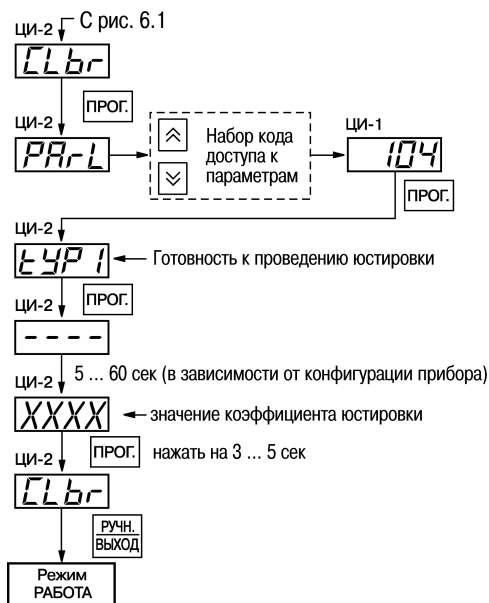 С рис. 6.1
ЦИ-2
CLbr
ПРОГ.
ЦИ-2
PArL
Набор кода
доступа к
параметрам
ЦИ-1
104
ПРОГ.
ЦИ-2
tYP1
Готовность к проведению юстировки
ПРОГ.
ЦИ-2
- - - -
5 ... 60 сек (в зависимости от конфигурации прибора)
ЦИ-2
XXXX
значение коэффициента юстировки
ПРОГ.
нажать на 3 ... 5 сек
ЦИ-2
CLbr
РУЧН.
ВЫХОД
Режим
РАБОТА